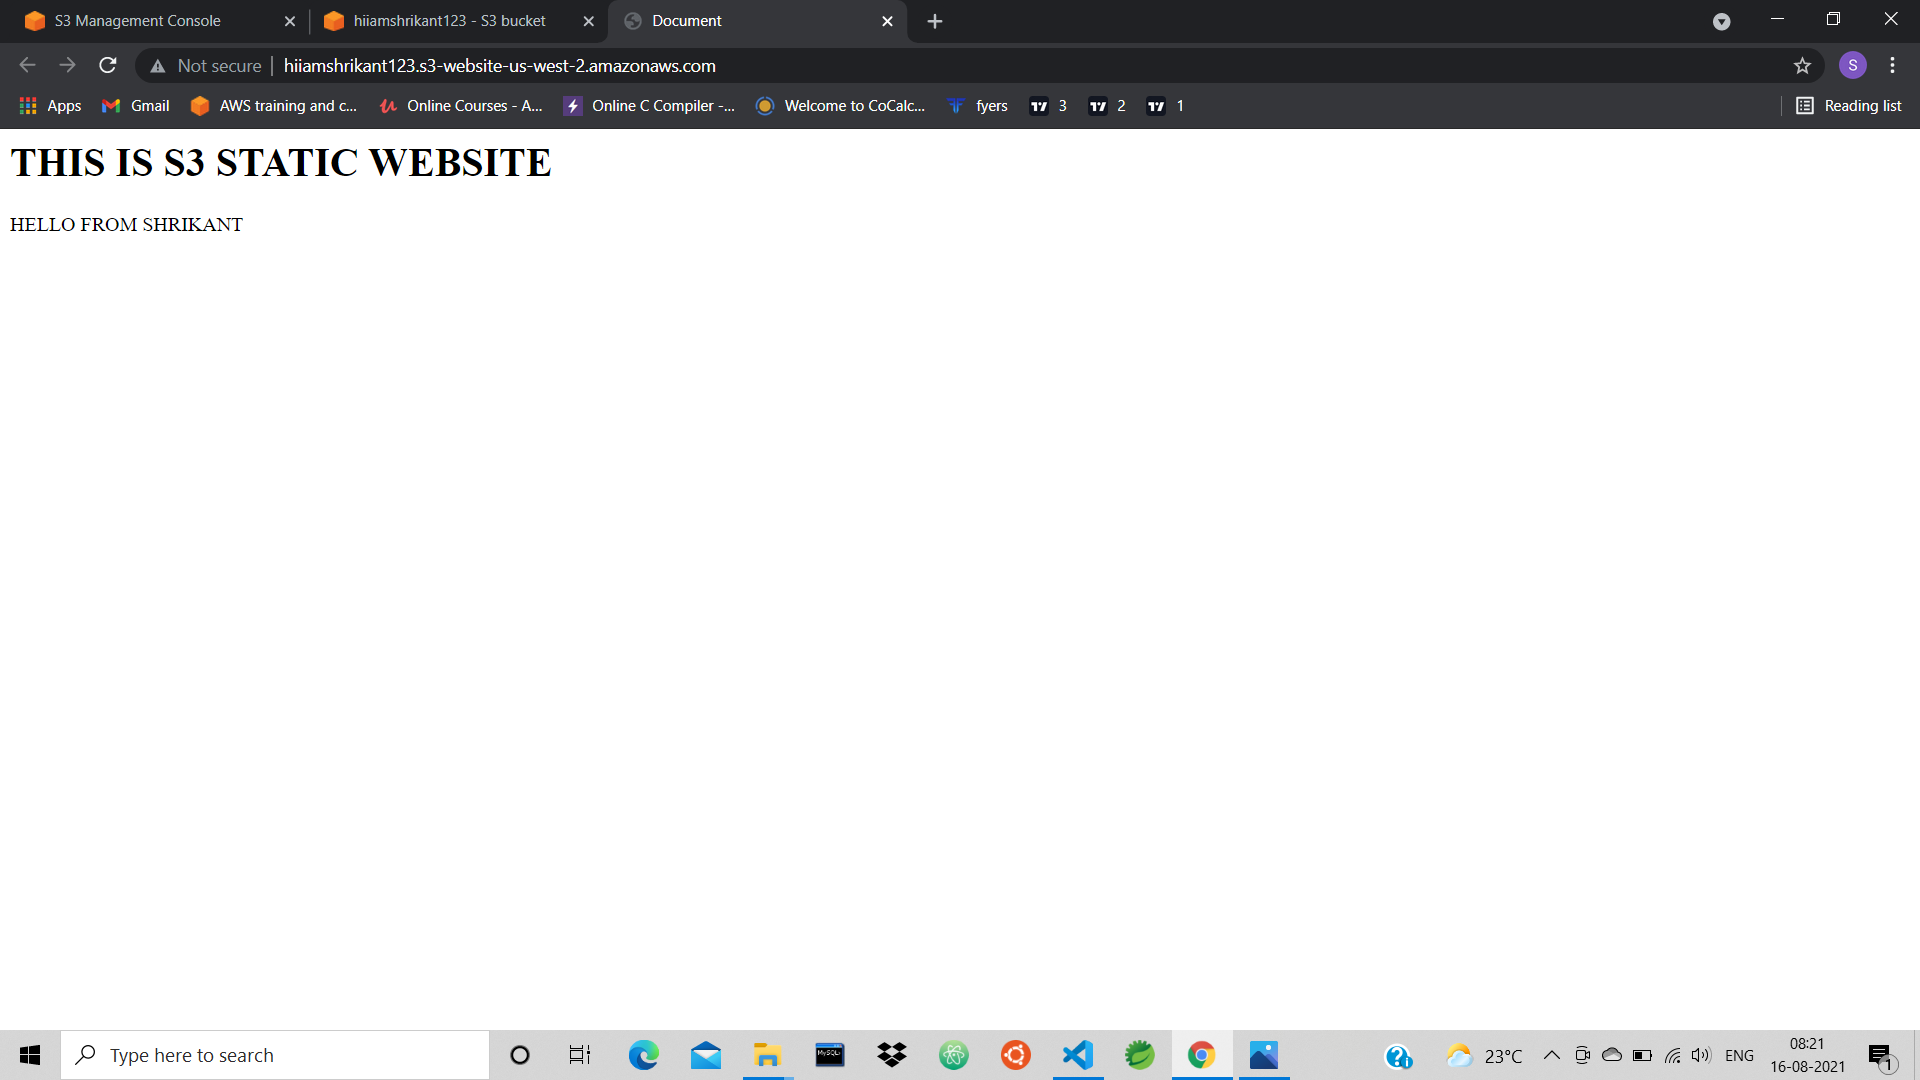 S3 Management Console
hiiamshrikant123 - S3 bucket
Document
Not secure
hiiamshrikant123.s3-website-us-west-2.amazonaws.com
S
Apps
Gmail
AWS training and c...
Online Courses - A...
Online C Compiler -...
Welcome to CoCalc...
fyers
3
2
1
Reading list
THIS IS S3 STATIC WEBSITE
HELLO FROM SHRIKANT
Type here to search
23°C
ENG
08:21
16-08-2021
1